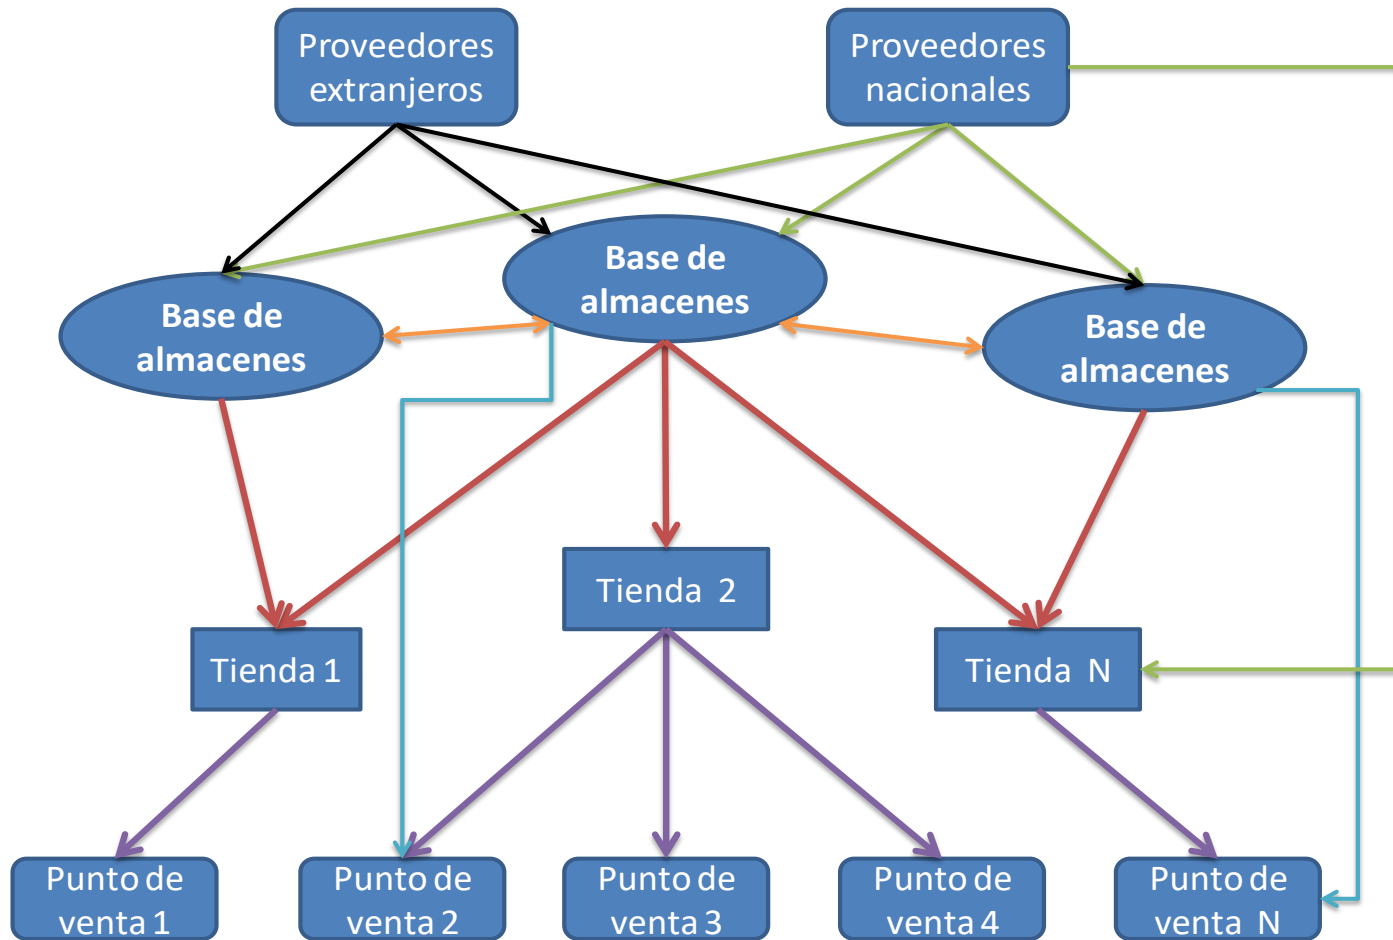 Proveedores
extranjeros
Proveedores
nacionales
Base de
almacenes
Base de
almacenes
Base de
almacenes
Tienda 2
Tienda 1
Tienda N
Punto de
venta 1
Punto de
venta 2
Punto de
venta 3
Punto de
venta 4
Punto de
venta N